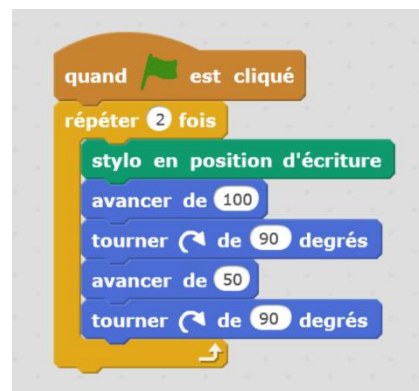 quand est cliqué
répéter 2 fois
stylo en position d'écriture
avancer de 100
tourner de 90 degrés
avancer de 50
tourner de 90 degrés